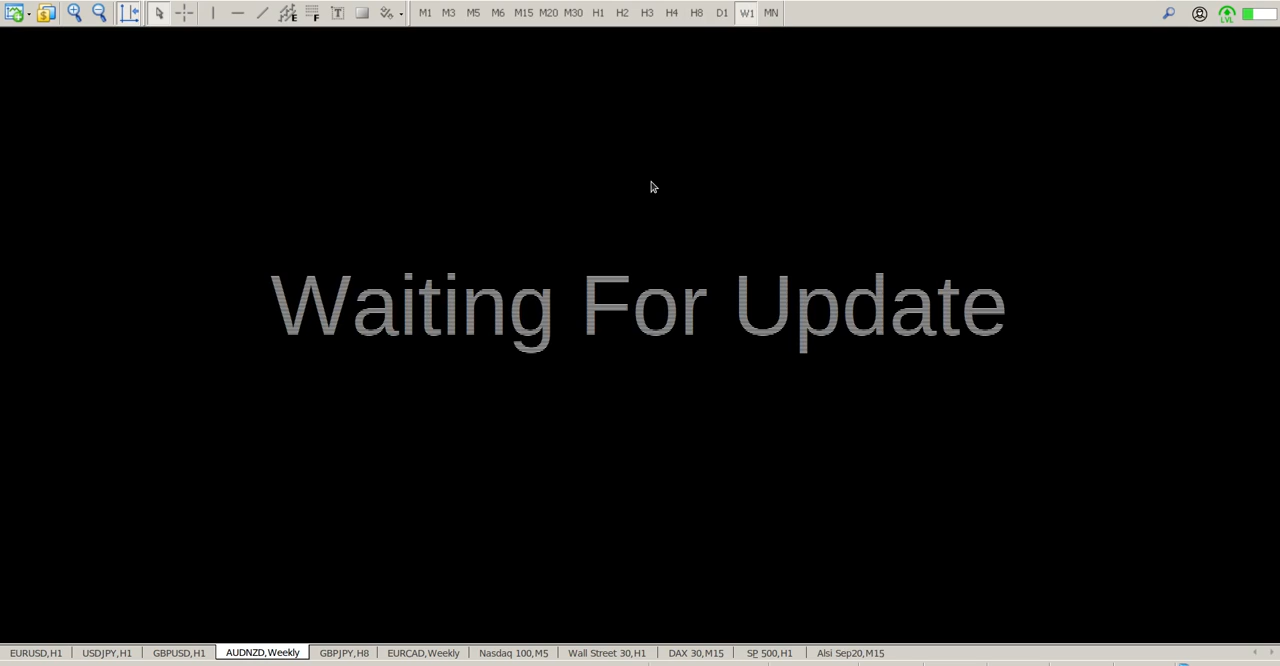 M1 M3 M5 M6 M15 M20 M30 H1 H2 H3 H4 H8 D1 W1 MN
LVL
Waiting For Update
EURUSD,H1 USDJPY,H1 GBPUSD,H1 AUDNZD,Weekly GBPJPY,H8 EURCAD,Weekly Nasdaq 100,M5 Wall Street 30,H1 DAX 30,M15 SP 500,H1 Alsi Sep20,M15